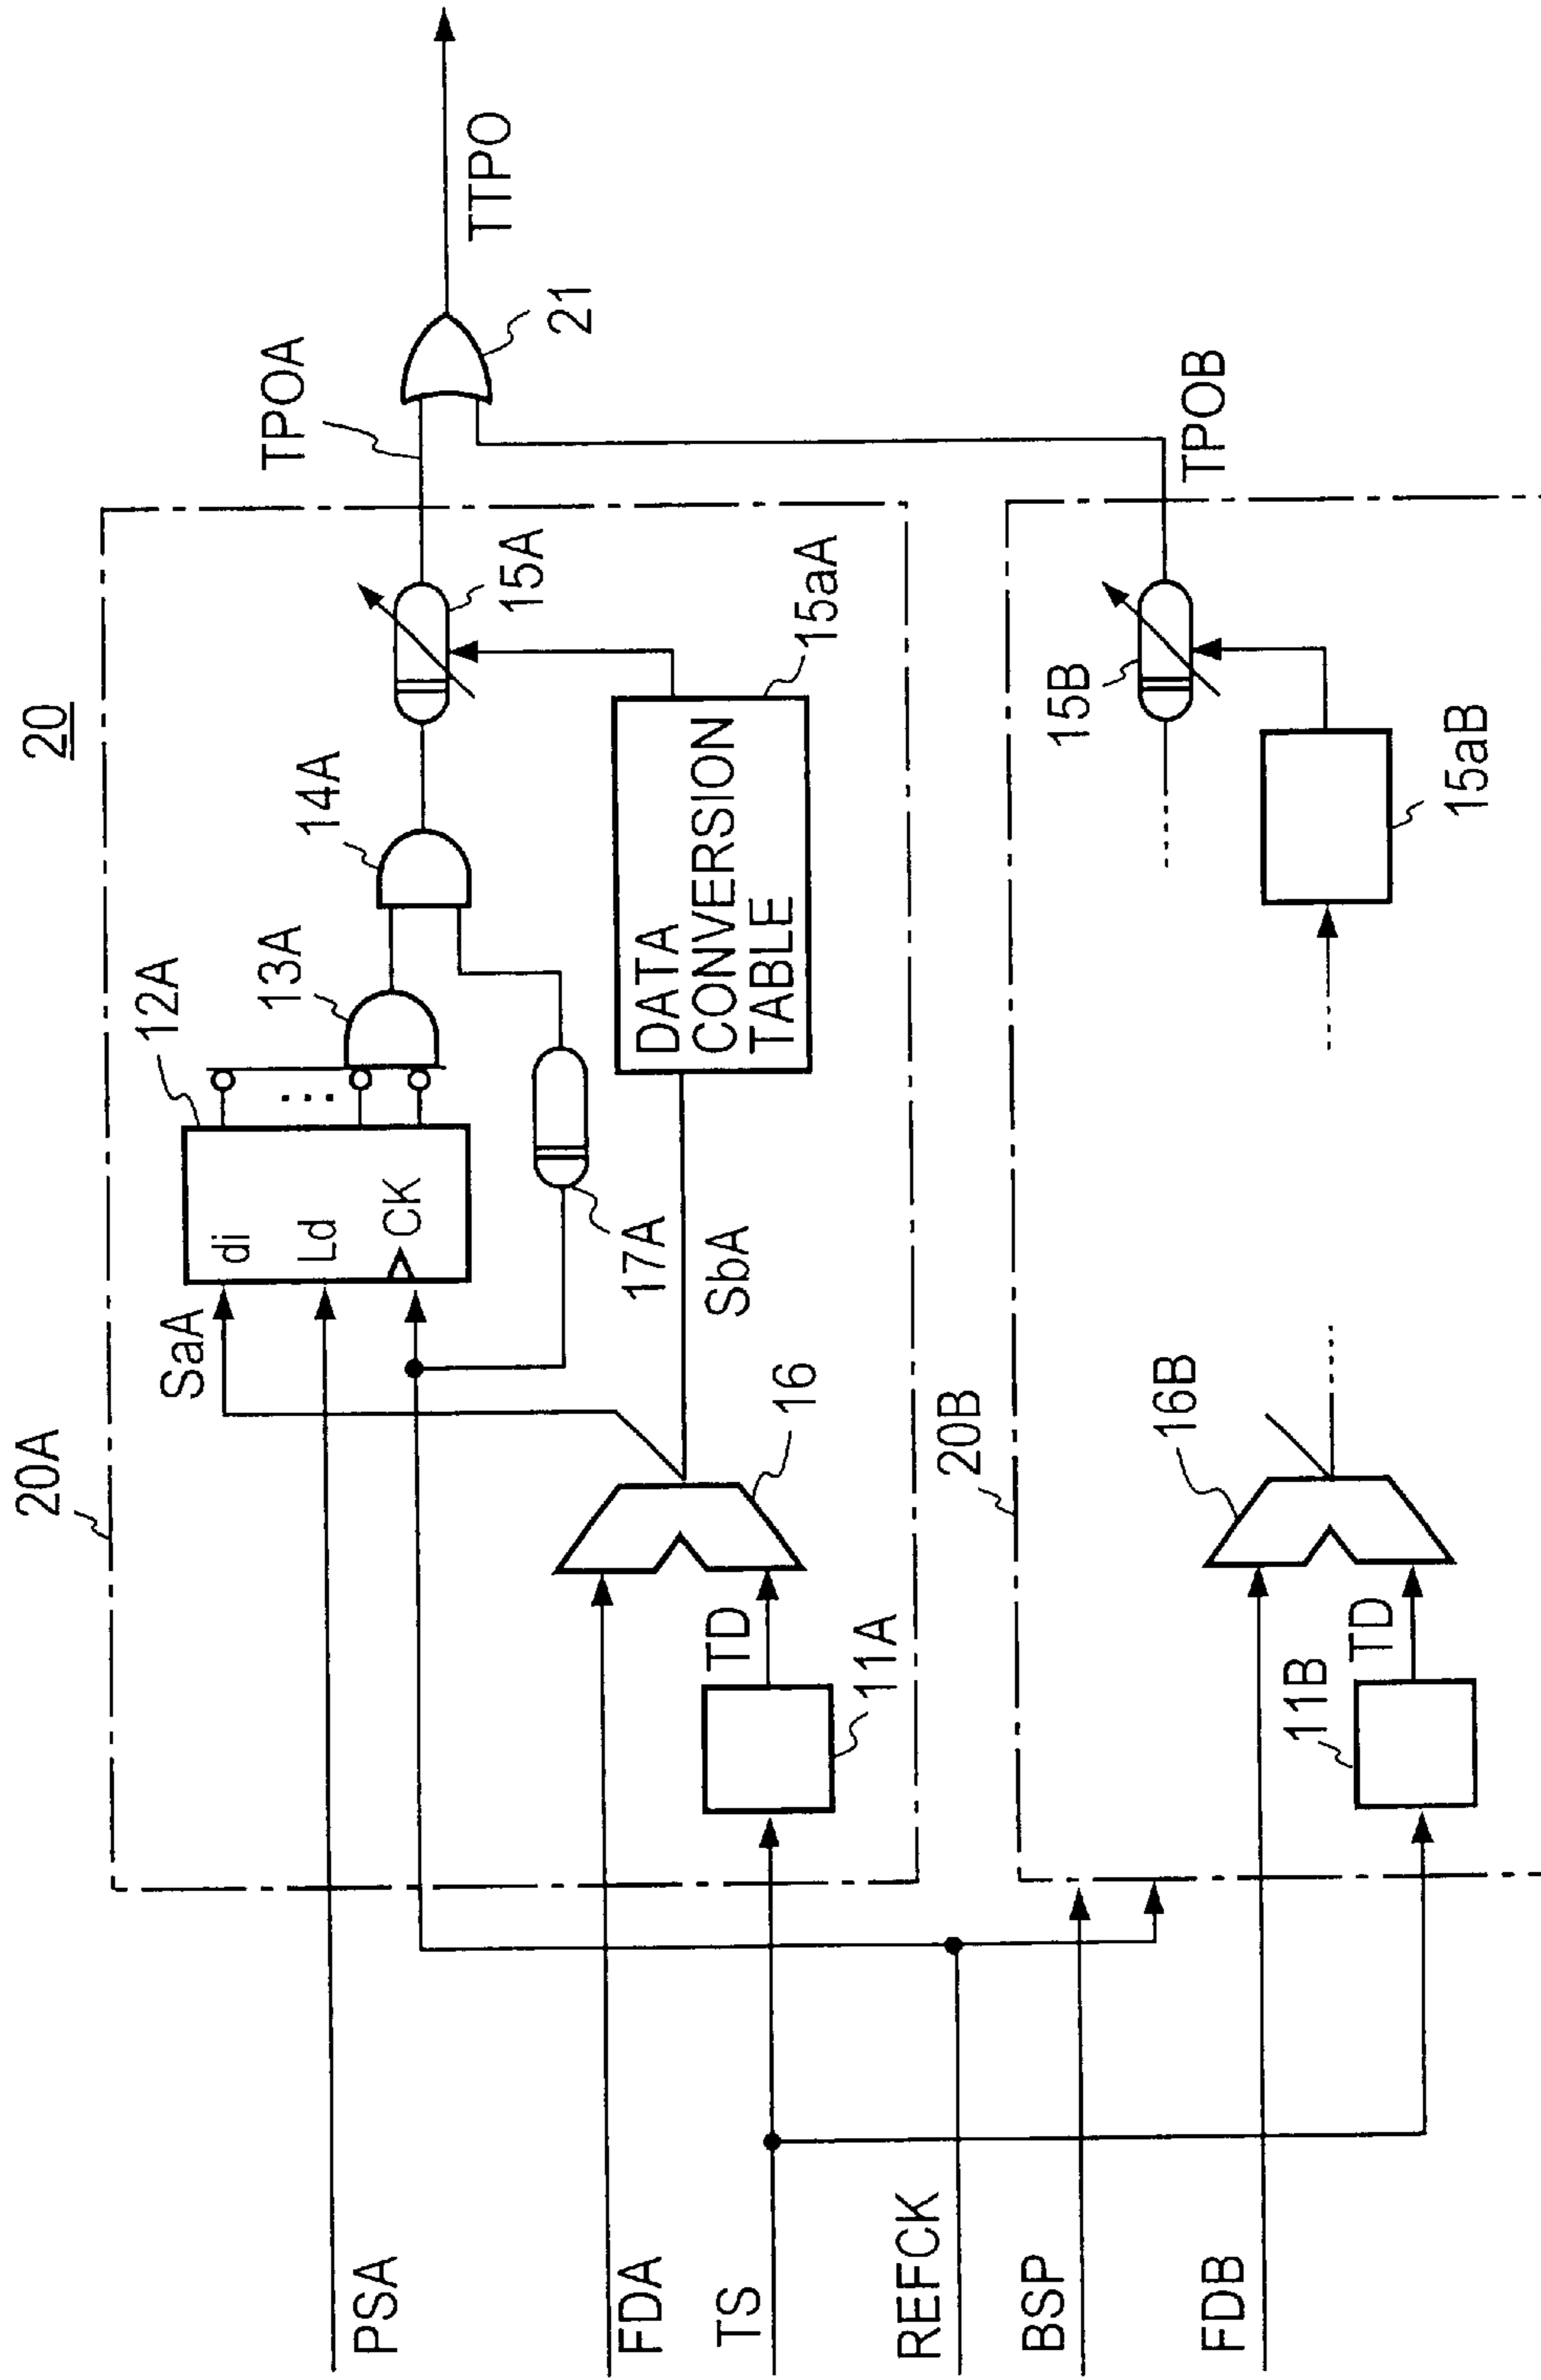 20
20A
12A
13A
14A
15A
TPOA
21
TTPO
SaA
di
Ld
CK
17A
SbA
DATA
CONVERSION
TABLE
15aA
16
TD
11A
PSA
FDA
TS
REFCK
BSP
FDB
20B
16B
11B
TD
15B
15aB
TPOB